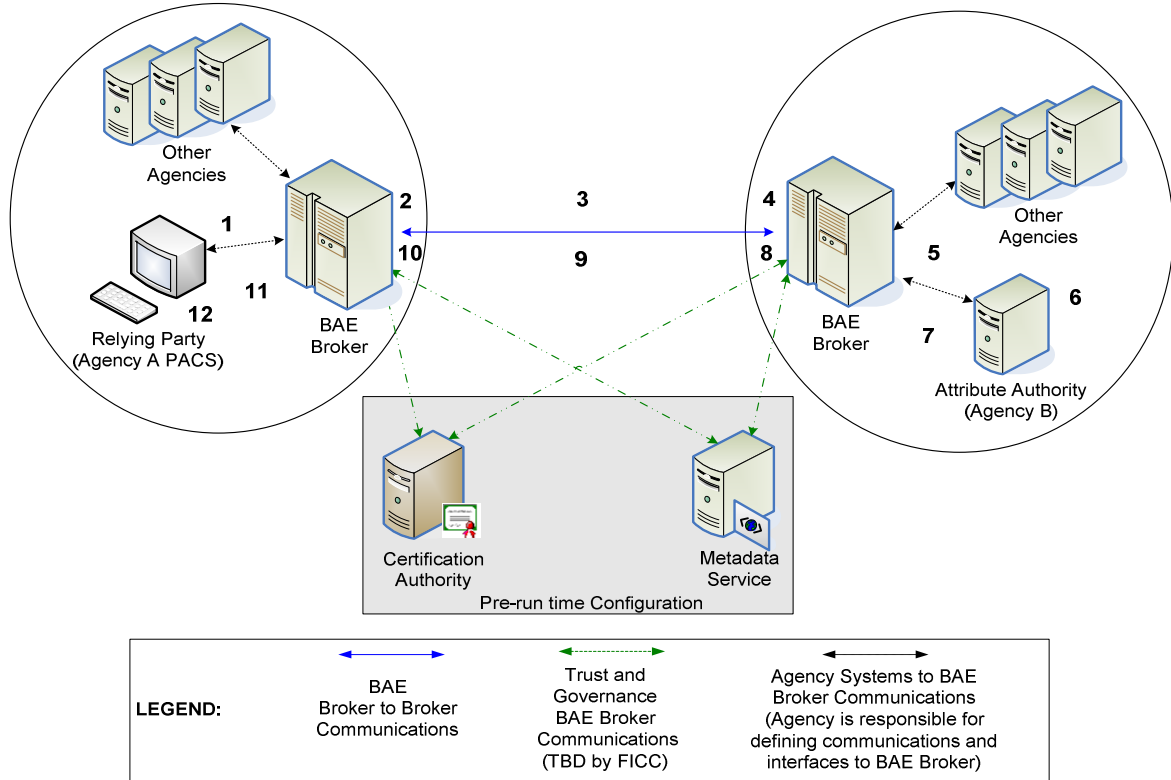 Other
Agencies
1
2
3
4
5
6
7
8
9
10
11
12
Relying Party
(Agency A PACS)
BAE
Broker
BAE
Broker
Other
Agencies
Attribute Authority
(Agency B)
Certification
Authority
Metadata
Service
Pre-run time Configuration
LEGEND:
BAE
Broker to Broker
Communications
Trust and
Governance
BAE Broker
Communications
(TBD by FICC)
Agency Systems to BAE
Broker Communications
(Agency is responsible for
defining communications and
interfaces to BAE Broker)